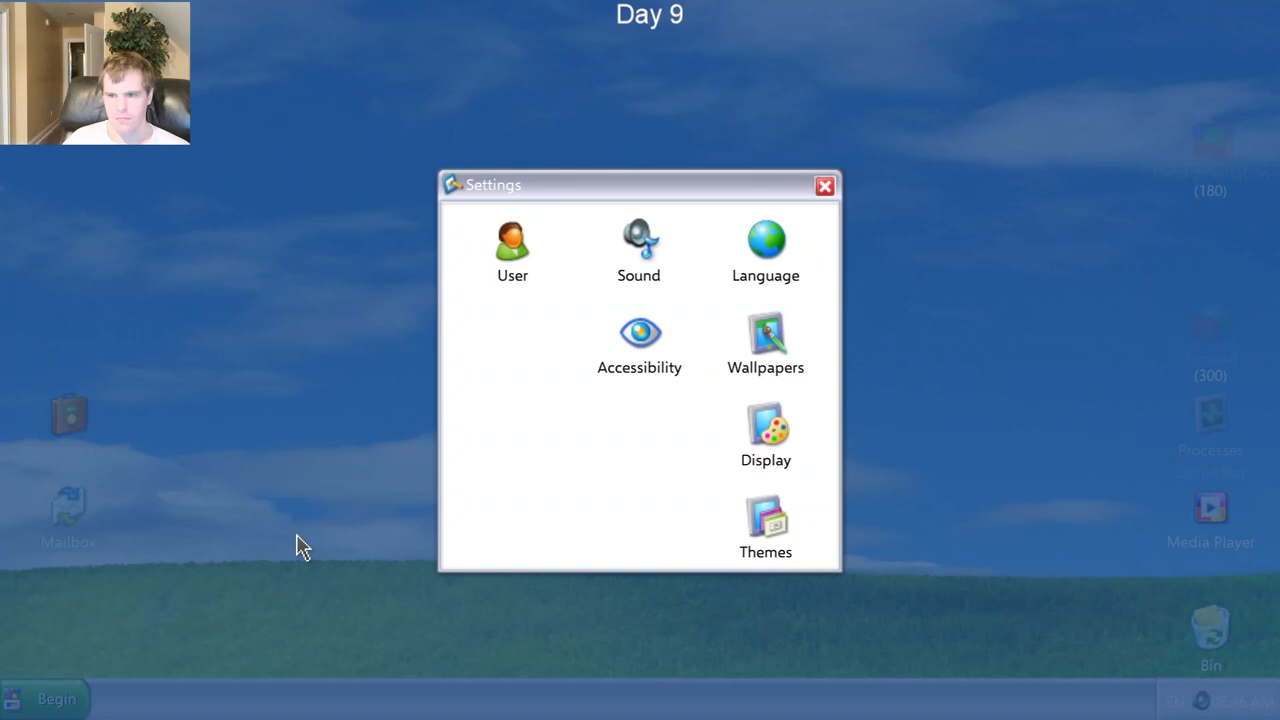 Day 9
Settings
(180)
User
Sound
Language
(300)
Accessibility
Wallpapers
Processes
Display
Mailbox
Media Player
Themes
Bin
Begin
EN